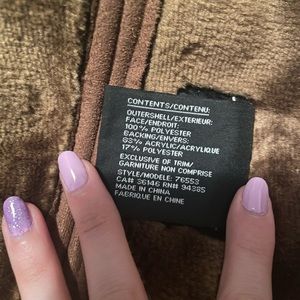 CONTENTS/CONTENU:
OUTERSHELL/EXTERIEUR:
FACE/ENDROIT:
100% POLYESTER
BACKING/ENVERS:
83% ACRYLIC/ACRYLIQUE
17% POLYESTER
EXCLUSIVE OF TRIM/
GARNITURE NON COMPRISE
STYLE/MODELE: 76553
CA# 36146 RN# 94385
MADE IN CHINA
FABRIQUE EN CHINE